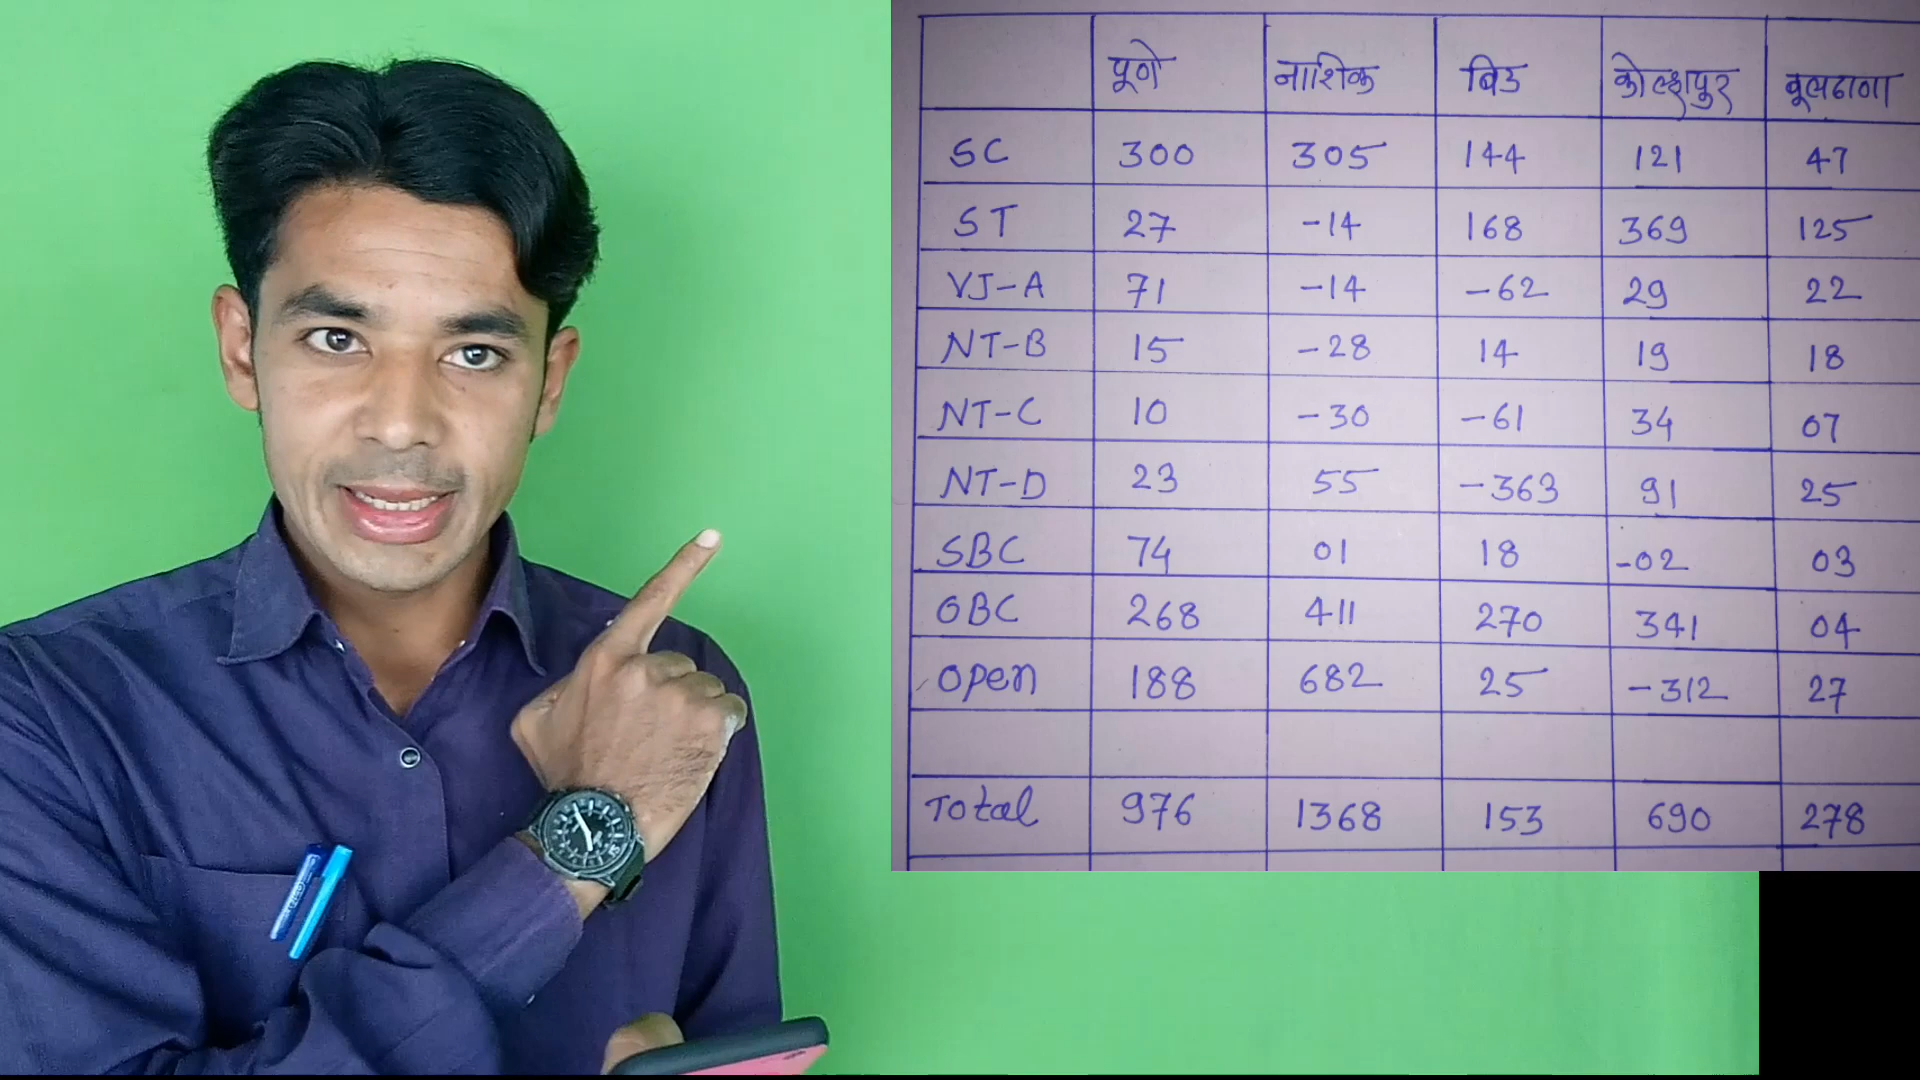 पूणे नाशिक बिड कोल्हापुर बूलढाणा
SC 300 305 144 121 47
ST 27 -14 168 369 125
VJ-A 71 -14 -62 29 22
NT-B 15 -28 14 19 18
NT-C 10 -30 -61 34 07
NT-D 23 55 -363 91 25
SBC 74 01 18 -02 03
OBC 268 411 270 341 04
open 188 682 25 -312 27
Total 976 1368 153 690 278